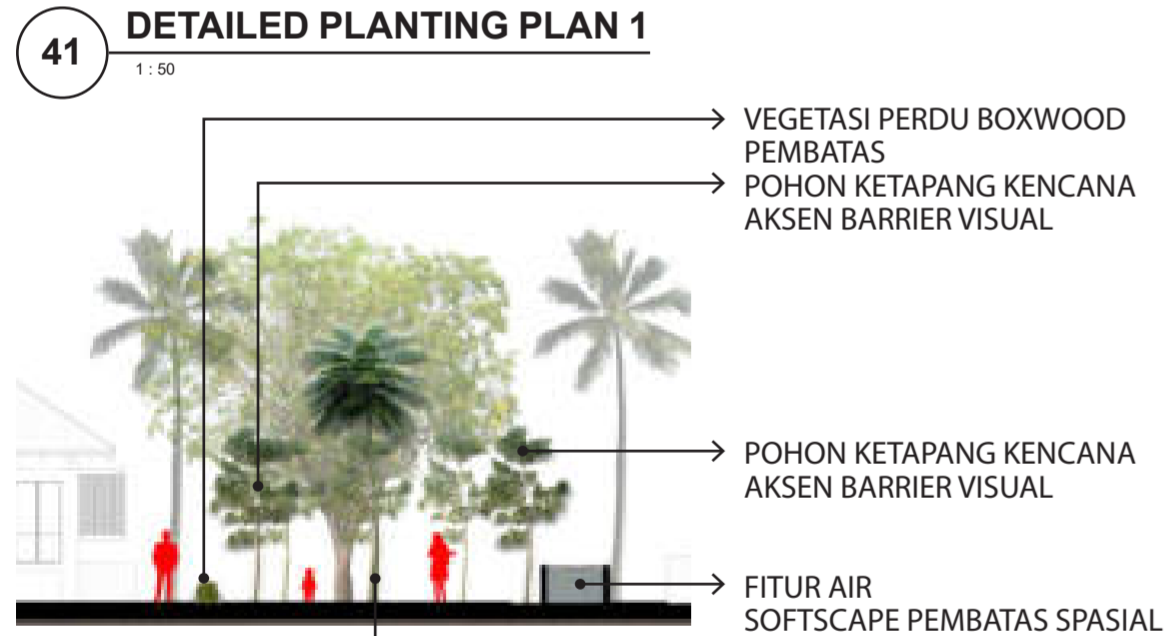 41
DETAILED PLANTING PLAN 1
1 : 50
VEGETASI PERDU BOXWOOD
PEMBATAS
POHON KETAPANG KENCANA
AKSEN BARRIER VISUAL
POHON KETAPANG KENCANA
AKSEN BARRIER VISUAL
FITUR AIR
SOFTSCAPE PEMBATAS SPASIAL